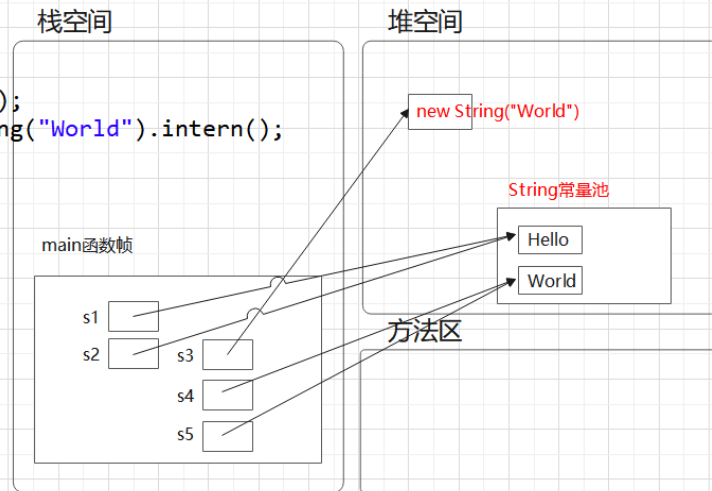 栈空间
堆空间
);
ng("World").intern();
new String("World")
String常量池
Hello
World
main函数帧
s1
s2
s3
s4
s5
方法区